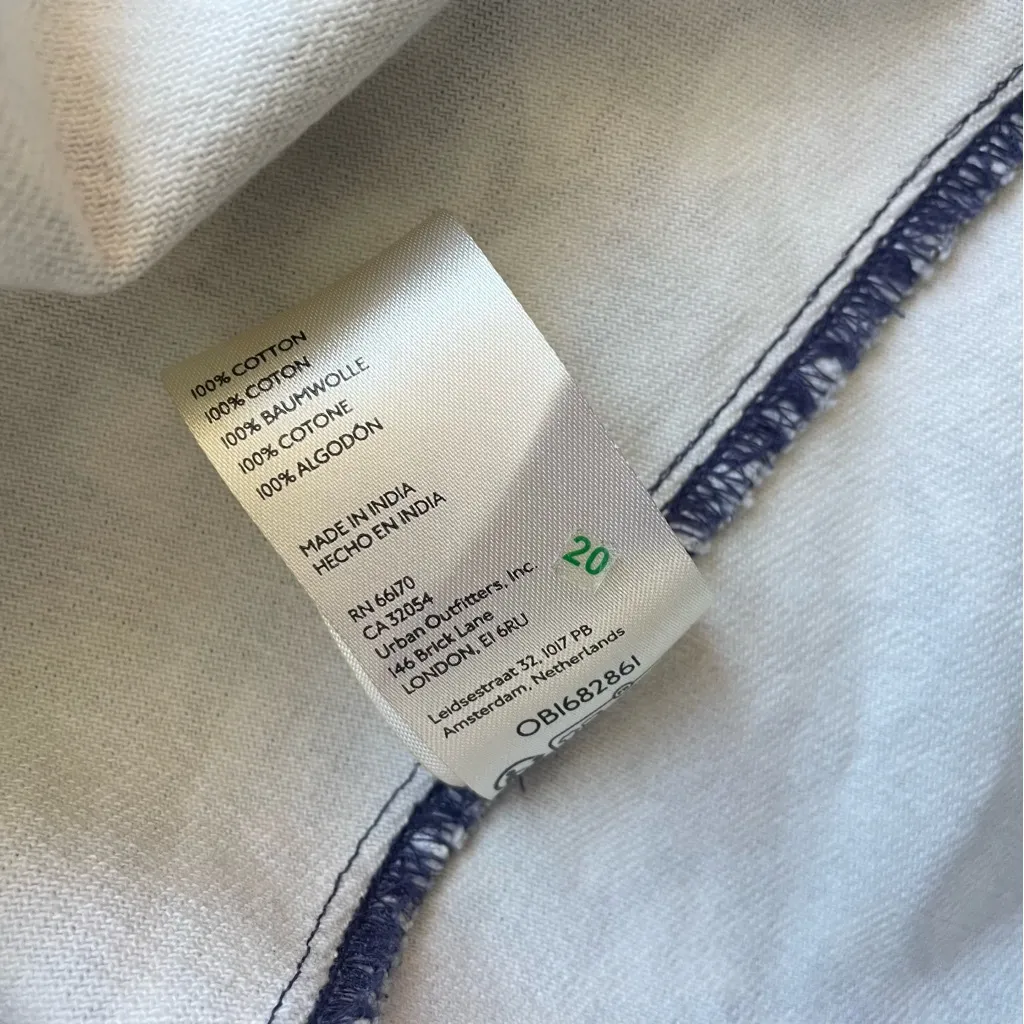 100% COTTON
100% COTON
100% BAUMWOLLE
100% COTONE
100% ALGODÓN
MADE IN INDIA
HECHO EN INDIA
RN 66170
CA 32054
Urban Outfitters, Inc.
146 Brick Lane
LONDON, E1 6RU
20
Leidsestraat 32, 1017 PB
Amsterdam, Netherlands
OB1682861